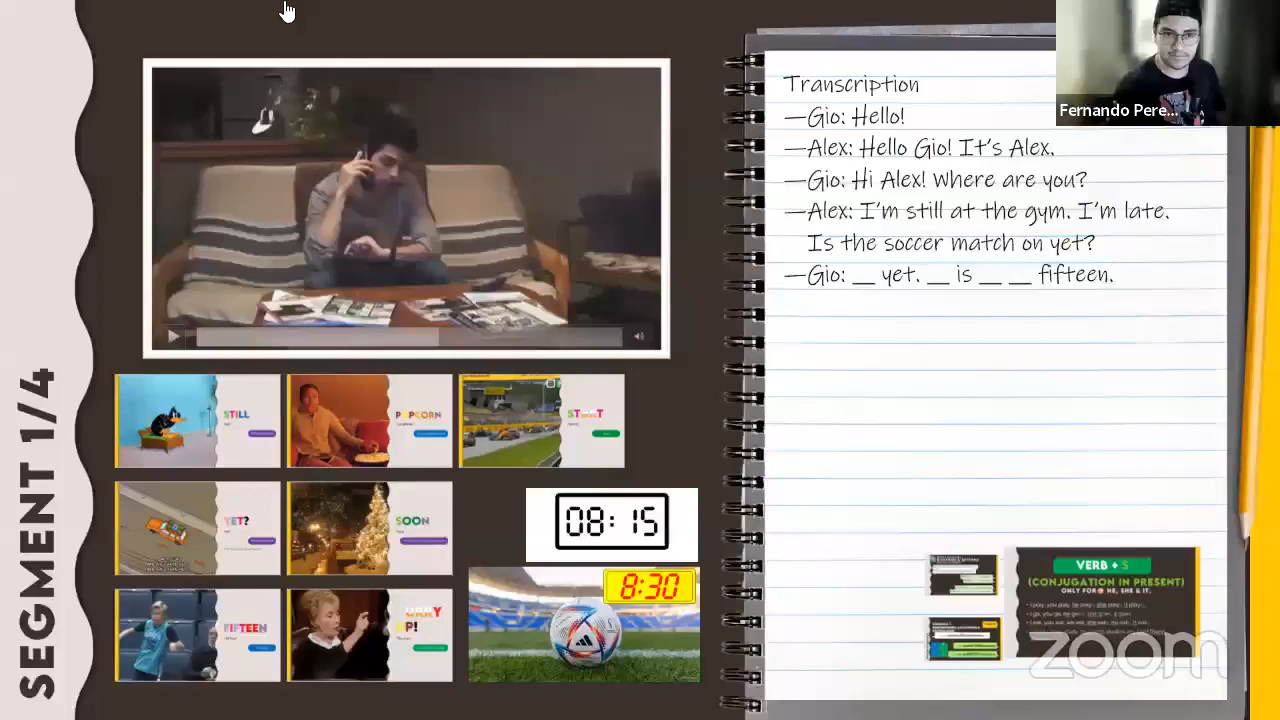 SEGMENT 1/4
Transcription
—Gio: Hello!
—Alex: Hello Gio! It's Alex.
—Gio: Hi Alex! Where are you?
—Alex: I'm still at the gym. I'm late.
Is the soccer match on yet?
—Gio: __ yet. __ is __ __ fifteen.
Fernando Pere...
STILL
POPCORN
YET?
SOON
FIFTEEN
UP!
08:15
8:30
VERB + S
(CONJUGATION IN PRESENT)
ONLY FOR HE, SHE & IT.
zoom